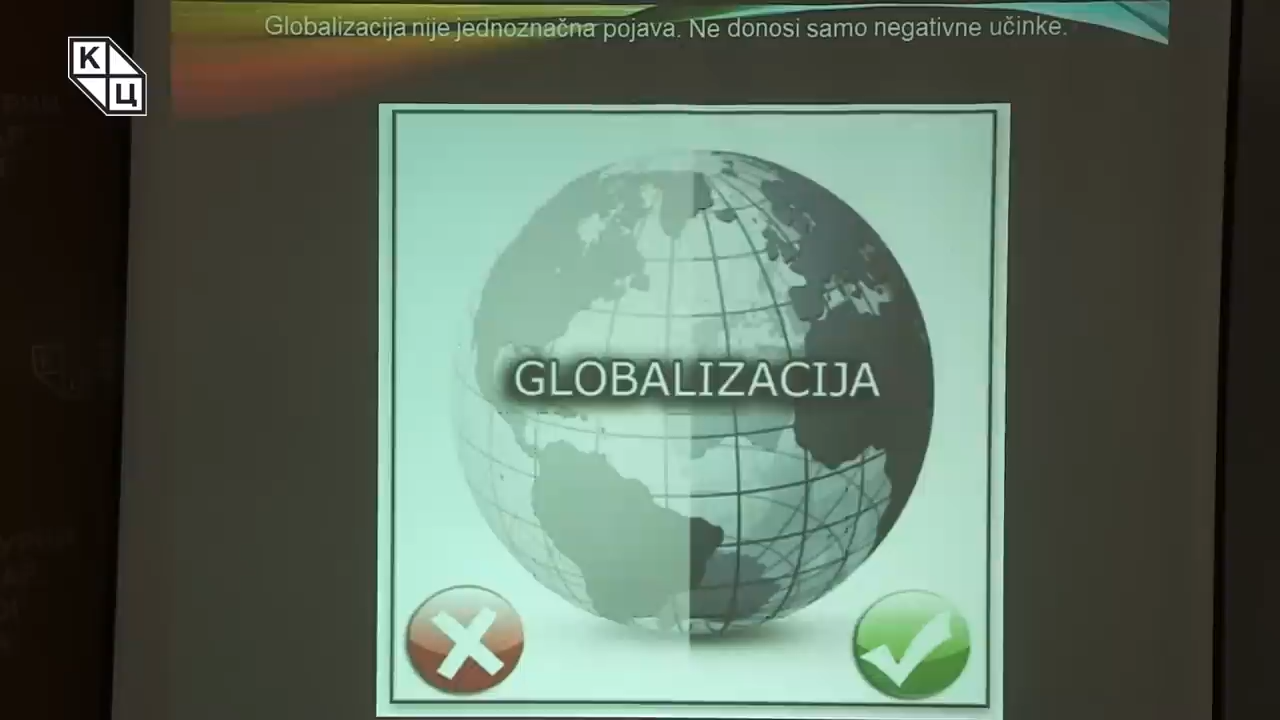 Globalizacija nije jednoznačna pojava. Ne donosi samo negativne učinke.
К
Ц
GLOBALIZACIJA